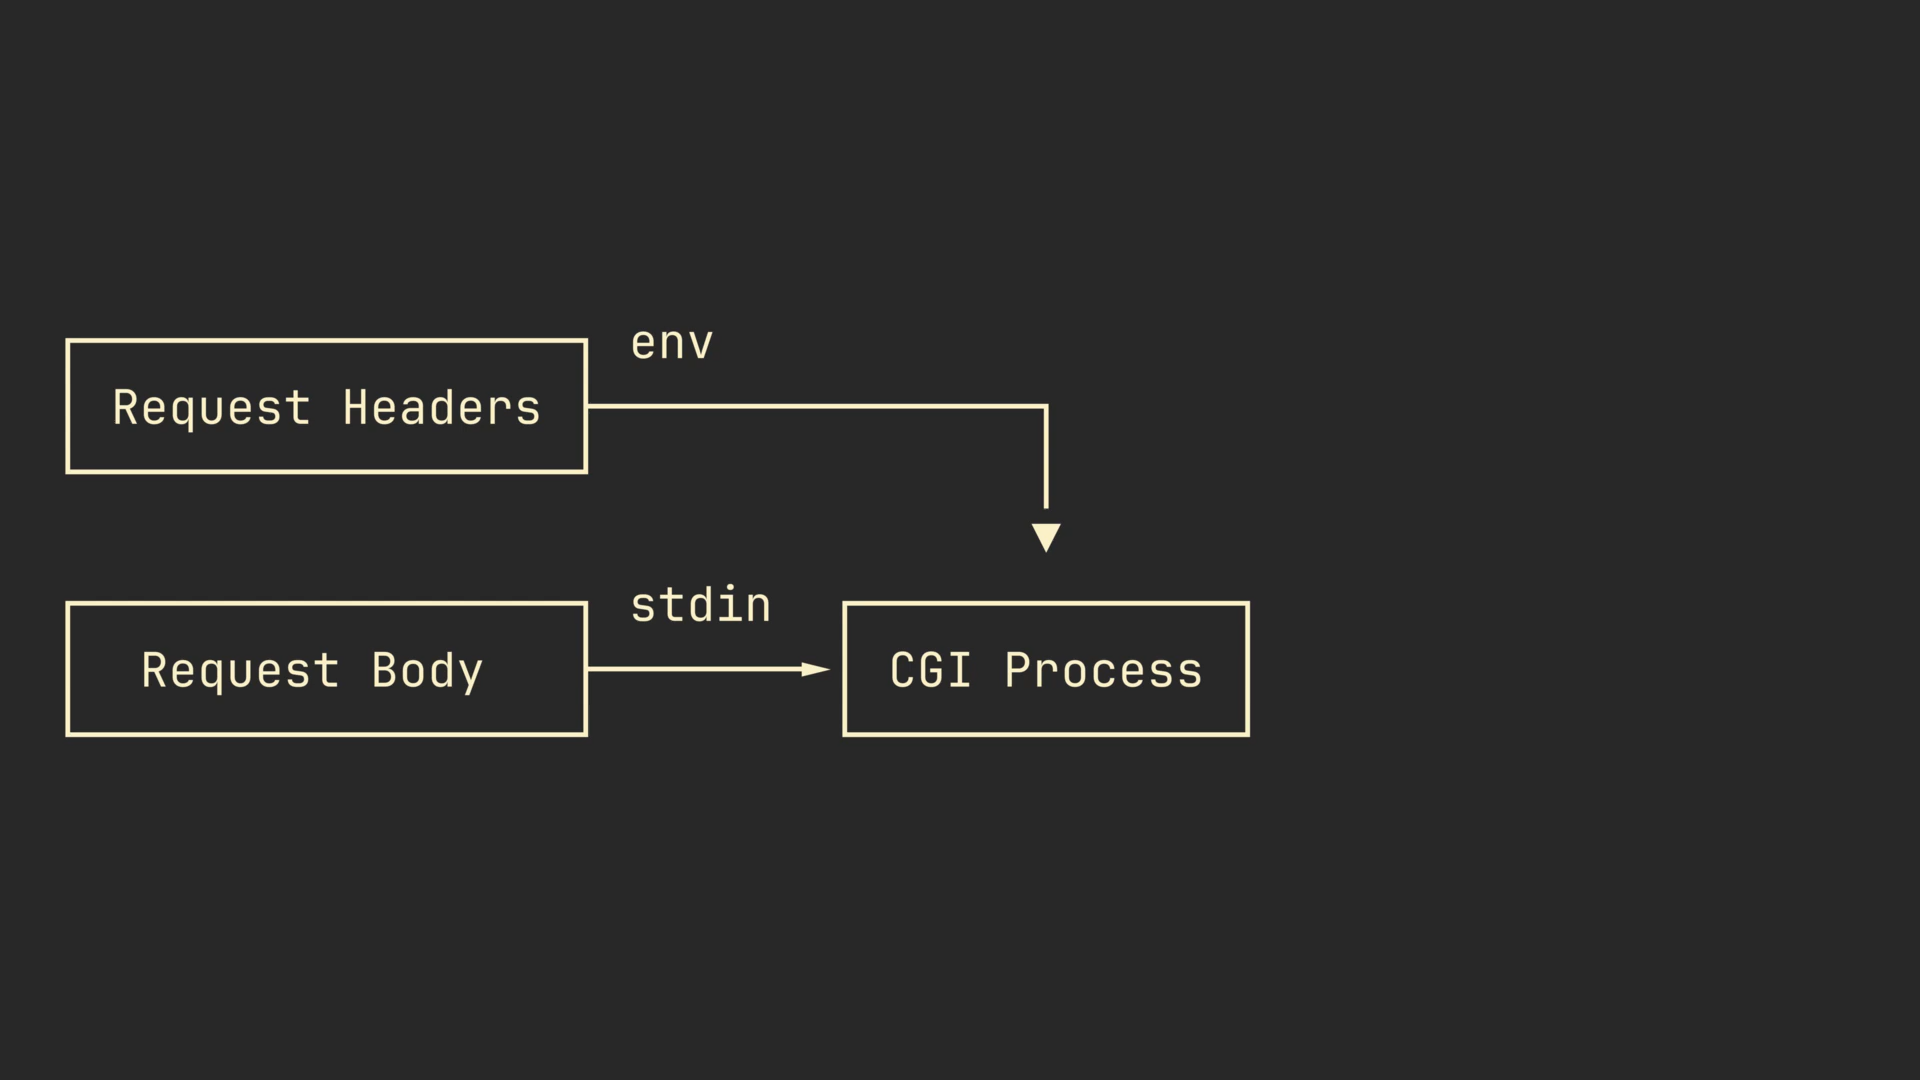 env
Request Headers
stdin
Request Body
CGI Process